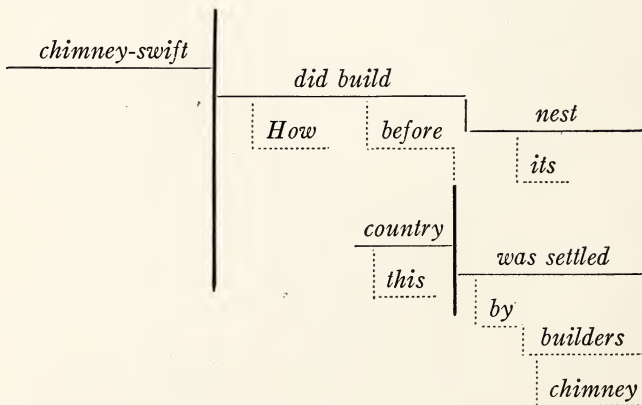 chimney-swift
did build
nest
How
before
its
country
was settled
this
by
builders
chimney